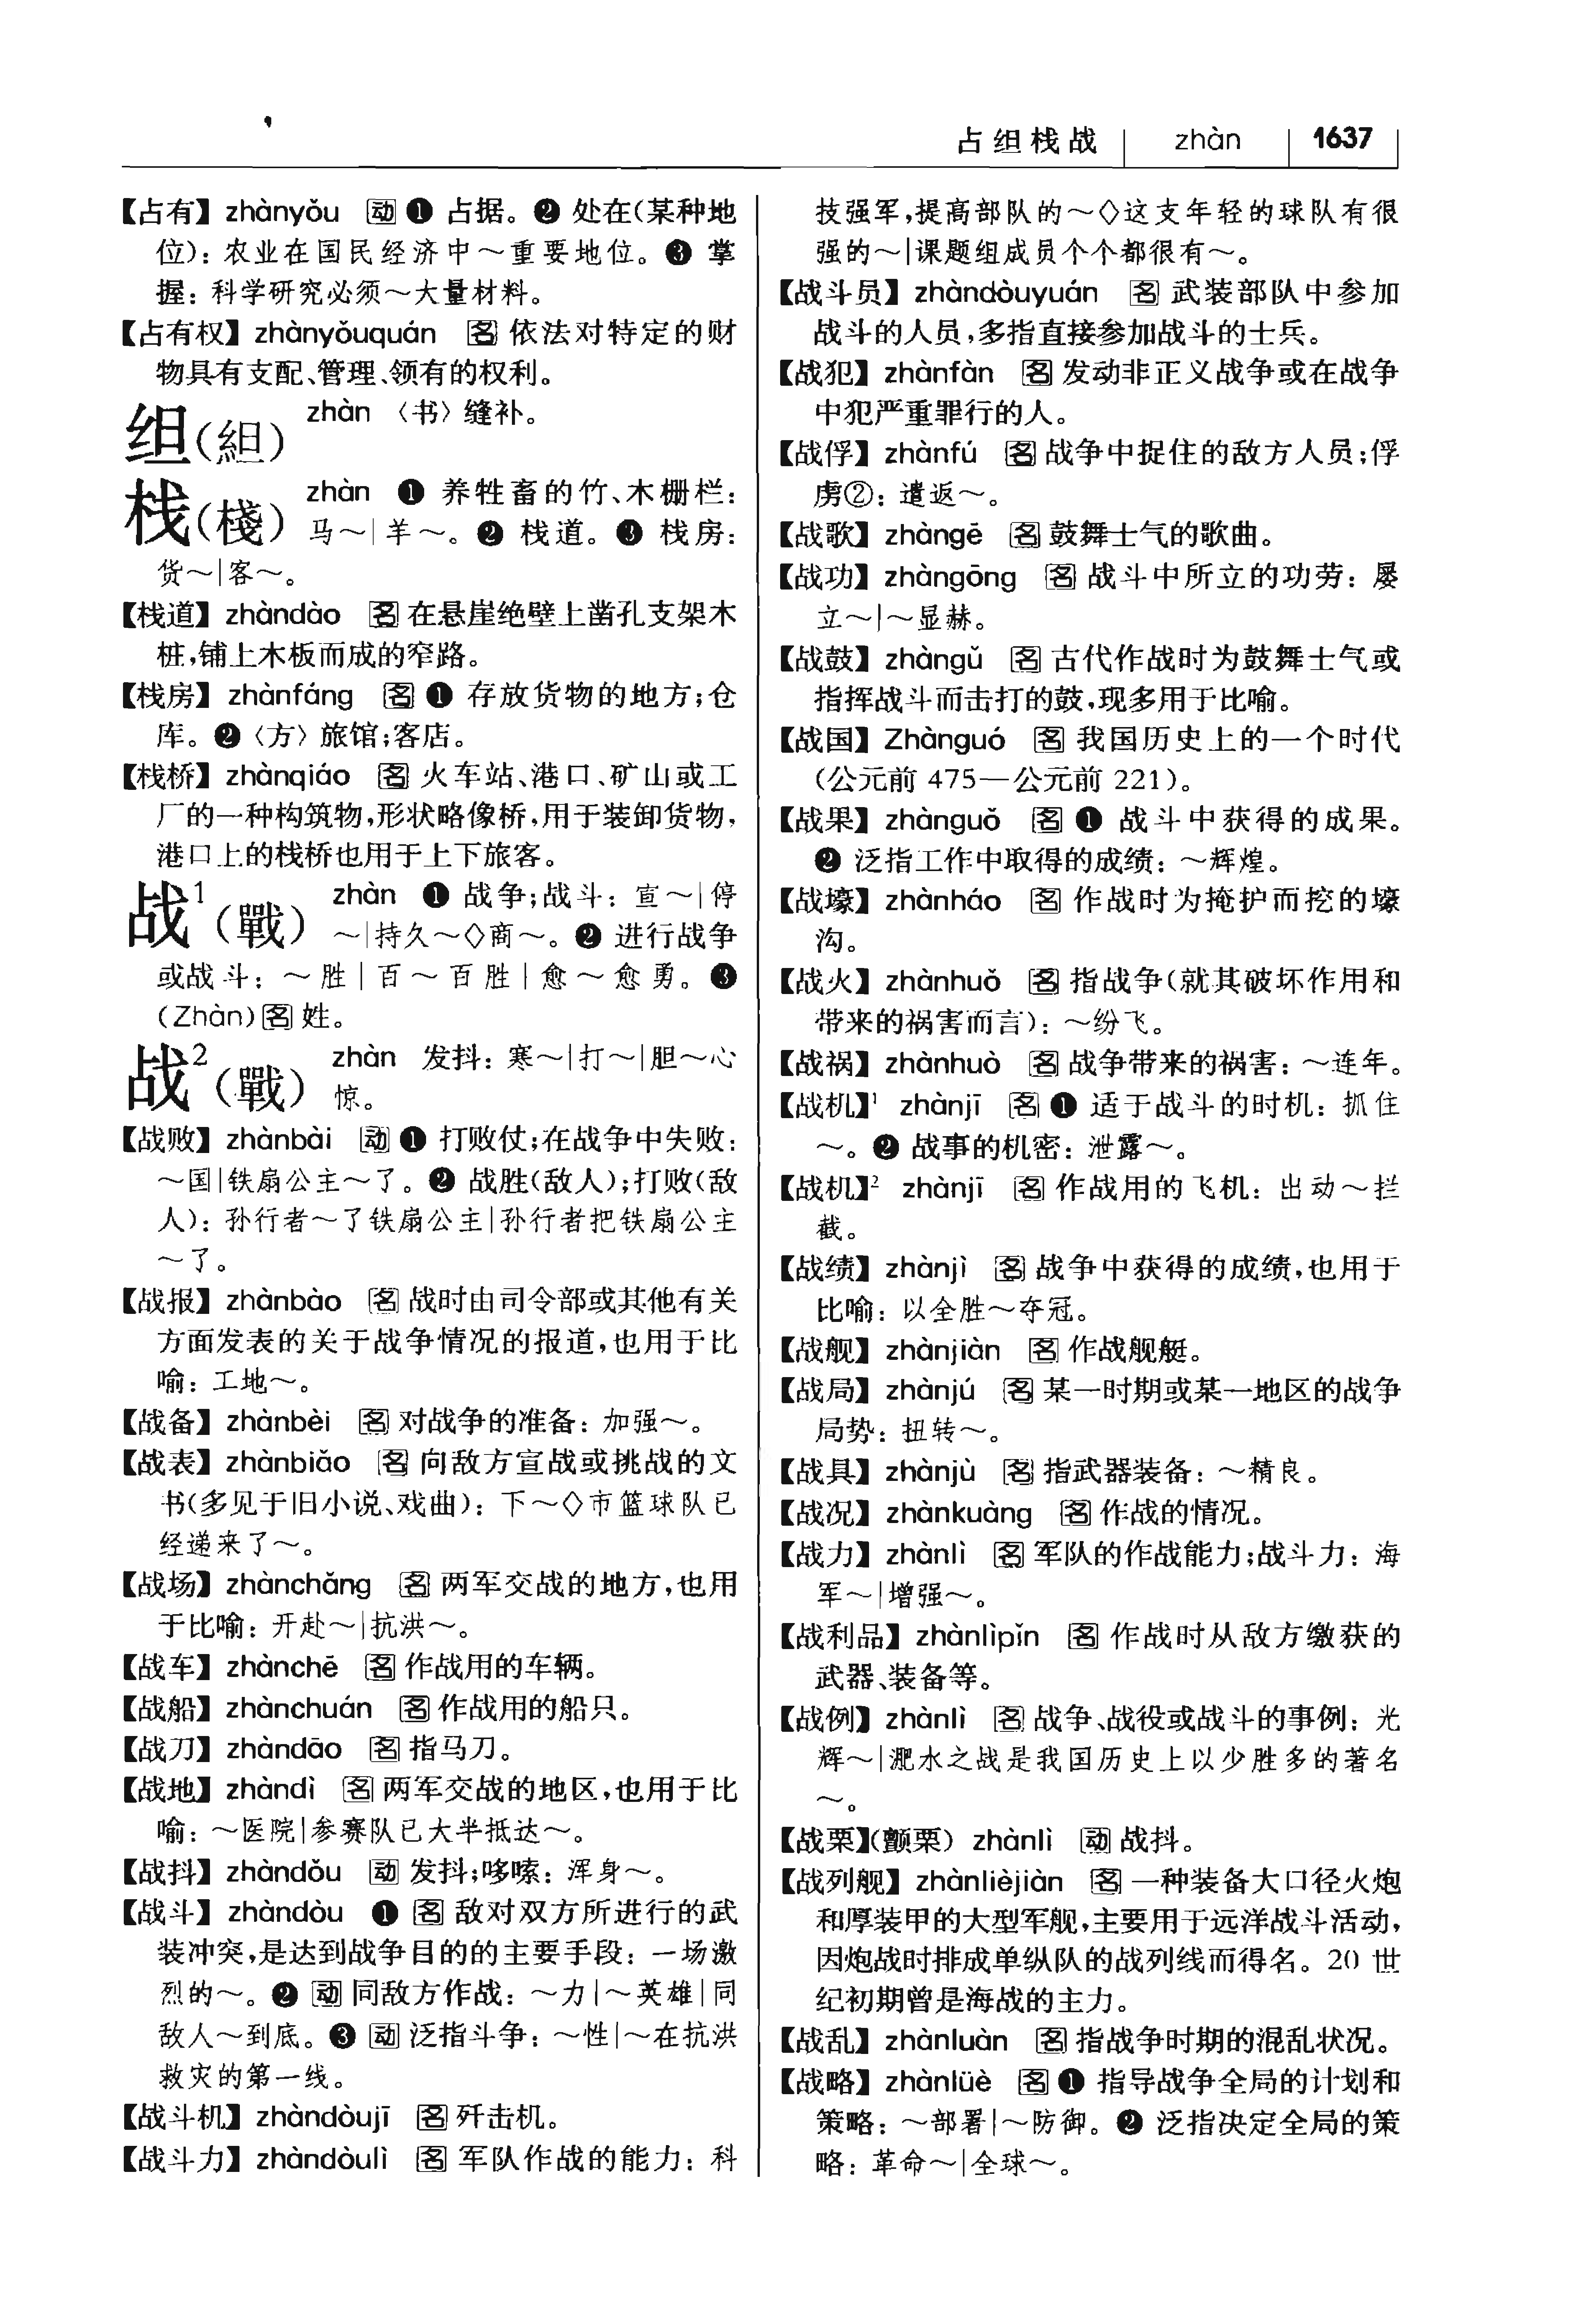 占组栈战 zhàn 1637
【占有】 zhànyǒu 动 ❶ 占据。❷ 处在(某种地
位):农业在国民经济中～重要地位。❸ 掌
握:科学研究必须～大量材料。
【占有权】 zhànyǒuquán 名 依法对特定的财
物具有支配、管理、领有的权利。
组(組) zhàn 〈书〉缝补。
栈(棧) zhàn ❶ 养牲畜的竹、木栅栏:
马～|羊～。❷ 栈道。❸ 栈房:
货～|客～。
【栈道】 zhàndào 名 在悬崖绝壁上凿孔支架木
桩,铺上木板而成的窄路。
【栈房】 zhànfáng 名 ❶ 存放货物的地方;仓
库。❷〈方〉旅馆;客店。
【栈桥】 zhànqiáo 名 火车站、港口、矿山或工
厂的一种构筑物,形状略像桥,用于装卸货物,
港口上的栈桥也用于上下旅客。
战¹(戰) zhàn ❶ 战争;战斗:宣～|停
～|持久～◇商～。❷ 进行战争
或战斗:～胜|百～百胜|愈～愈勇。❸
(Zhàn)名 姓。
战²(戰) zhàn 发抖:寒～|打～|胆～心
惊。
【战败】 zhànbài 动 ❶ 打败仗;在战争中失败:
～国|铁扇公主～了。❷ 战胜(敌人);打败(敌
人):孙行者～了铁扇公主|孙行者把铁扇公主
～了。
【战报】 zhànbào 名 战时由司令部或其他有关
方面发表的关于战争情况的报道,也用于比
喻:工地～。
【战备】 zhànbèi 名 对战争的准备:加强～。
【战表】 zhànbiǎo 名 向敌方宣战或挑战的文
书(多见于旧小说、戏曲):下～◇市篮球队已
经递来了～。
【战场】 zhànchǎng 名 两军交战的地方,也用
于比喻:开赴～|抗洪～。
【战车】 zhànchē 名 作战用的车辆。
【战船】 zhànchuán 名 作战用的船只。
【战刀】 zhàndāo 名 指马刀。
【战地】 zhàndì 名 两军交战的地区,也用于比
喻:～医院|参赛队已大半抵达～。
【战抖】 zhàndǒu 动 发抖;哆嗦:浑身～。
【战斗】 zhàndòu ❶ 名 敌对双方所进行的武
装冲突,是达到战争目的的主要手段:一场激
烈的～。❷ 动 同敌方作战:～力|～英雄|同
敌人～到底。❸ 动 泛指斗争:～性|～在抗洪
救灾的第一线。
【战斗机】 zhàndòujī 名 歼击机。
【战斗力】 zhàndòulì 名 军队作战的能力:科
技强军,提高部队的～◇这支年轻的球队有很
强的～|课题组成员个个都很有～。
【战斗员】 zhàndòuyuán 名 武装部队中参加
战斗的人员,多指直接参加战斗的士兵。
【战犯】 zhànfàn 名 发动非正义战争或在战争
中犯严重罪行的人。
【战俘】 zhànfú 名 战争中捉住的敌方人员;俘
虏②:遣返～。
【战歌】 zhàngē 名 鼓舞士气的歌曲。
【战功】 zhàngōng 名 战斗中所立的功劳:屡
立～|～显赫。
【战鼓】 zhàngǔ 名 古代作战时为鼓舞士气或
指挥战斗而击打的鼓,现多用于比喻。
【战国】 Zhànguó 名 我国历史上的一个时代
(公元前 475—公元前 221)。
【战果】 zhànguǒ 名 ❶ 战斗中获得的成果。
❷ 泛指工作中取得的成绩:～辉煌。
【战壕】 zhànháo 名 作战时为掩护而挖的壕
沟。
【战火】 zhànhuǒ 名 指战争(就其破坏作用和
带来的祸害而言):～纷飞。
【战祸】 zhànhuò 名 战争带来的祸害:～连年。
【战机】¹ zhànjī 名 ❶ 适于战斗的时机:抓住
～。❷ 战事的机密:泄露～。
【战机】² zhànjī 名 作战用的飞机:出动～拦
截。
【战绩】 zhànjì 名 战争中获得的成绩,也用于
比喻:以全胜～夺冠。
【战舰】 zhànjiàn 名 作战舰艇。
【战局】 zhànjú 名 某一时期或某一地区的战争
局势:扭转～。
【战具】 zhànjù 名 指武器装备:～精良。
【战况】 zhànkuàng 名 作战的情况。
【战力】 zhànlì 名 军队的作战能力;战斗力:海
军～|增强～。
【战利品】 zhànlìpǐn 名 作战时从敌方缴获的
武器、装备等。
【战例】 zhànlì 名 战争、战役或战斗的事例:光
辉～|淝水之战是我国历史上以少胜多的著名
～。
【战栗】(颤栗) zhànlì 动 战抖。
【战列舰】 zhànlièjiàn 名 一种装备大口径火炮
和厚装甲的大型军舰,主要用于远洋战斗活动,
因炮战时排成单纵队的战列线而得名。20 世
纪初期曾是海战的主力。
【战乱】 zhànluàn 名 指战争时期的混乱状况。
【战略】 zhànlüè 名 ❶ 指导战争全局的计划和
策略:～部署|～防御。❷ 泛指决定全局的策
略:革命～|全球～。